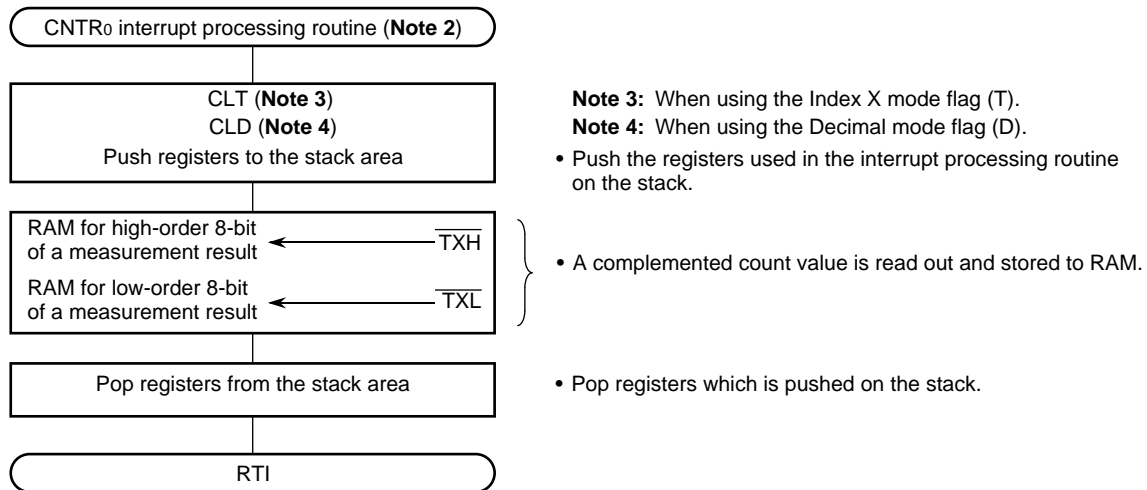 CNTR0 interrupt processing routine (Note 2)
CLT (Note 3)
CLD (Note 4)
Push registers to the stack area
Note 3: When using the Index X mode flag (T).
Note 4: When using the Decimal mode flag (D).
• Push the registers used in the interrupt processing routine
on the stack.
RAM for high-order 8-bit
of a measurement result
TXH
RAM for low-order 8-bit
of a measurement result
TXL
• A complemented count value is read out and stored to RAM.
Pop registers from the stack area
• Pop registers which is pushed on the stack.
RTI